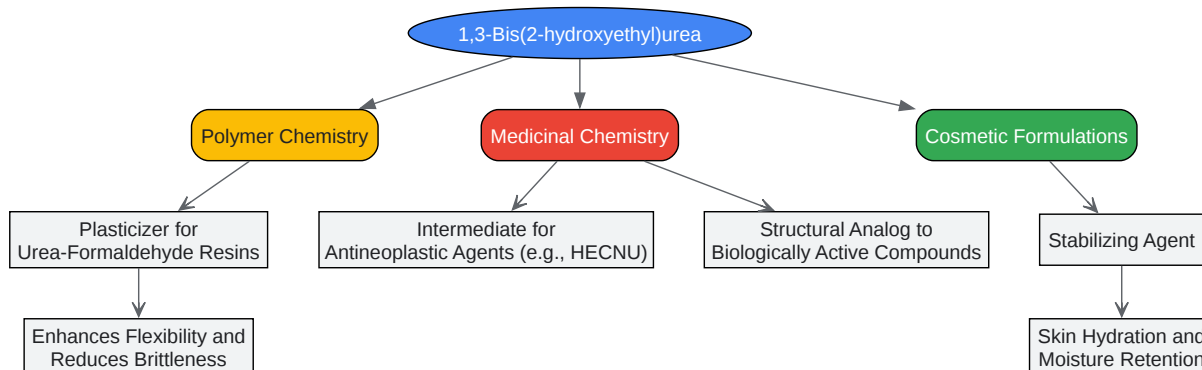 1,3-Bis(2-hydroxyethyl)urea
Polymer Chemistry
Medicinal Chemistry
Cosmetic Formulations
Plasticizer for
Urea-Formaldehyde Resins
Intermediate for
Antineoplastic Agents (e.g., HECNU)
Structural Analog to
Biologically Active Compounds
Stabilizing Agent
Enhances Flexibility and
Reduces Brittleness
Skin Hydration and
Moisture Retention